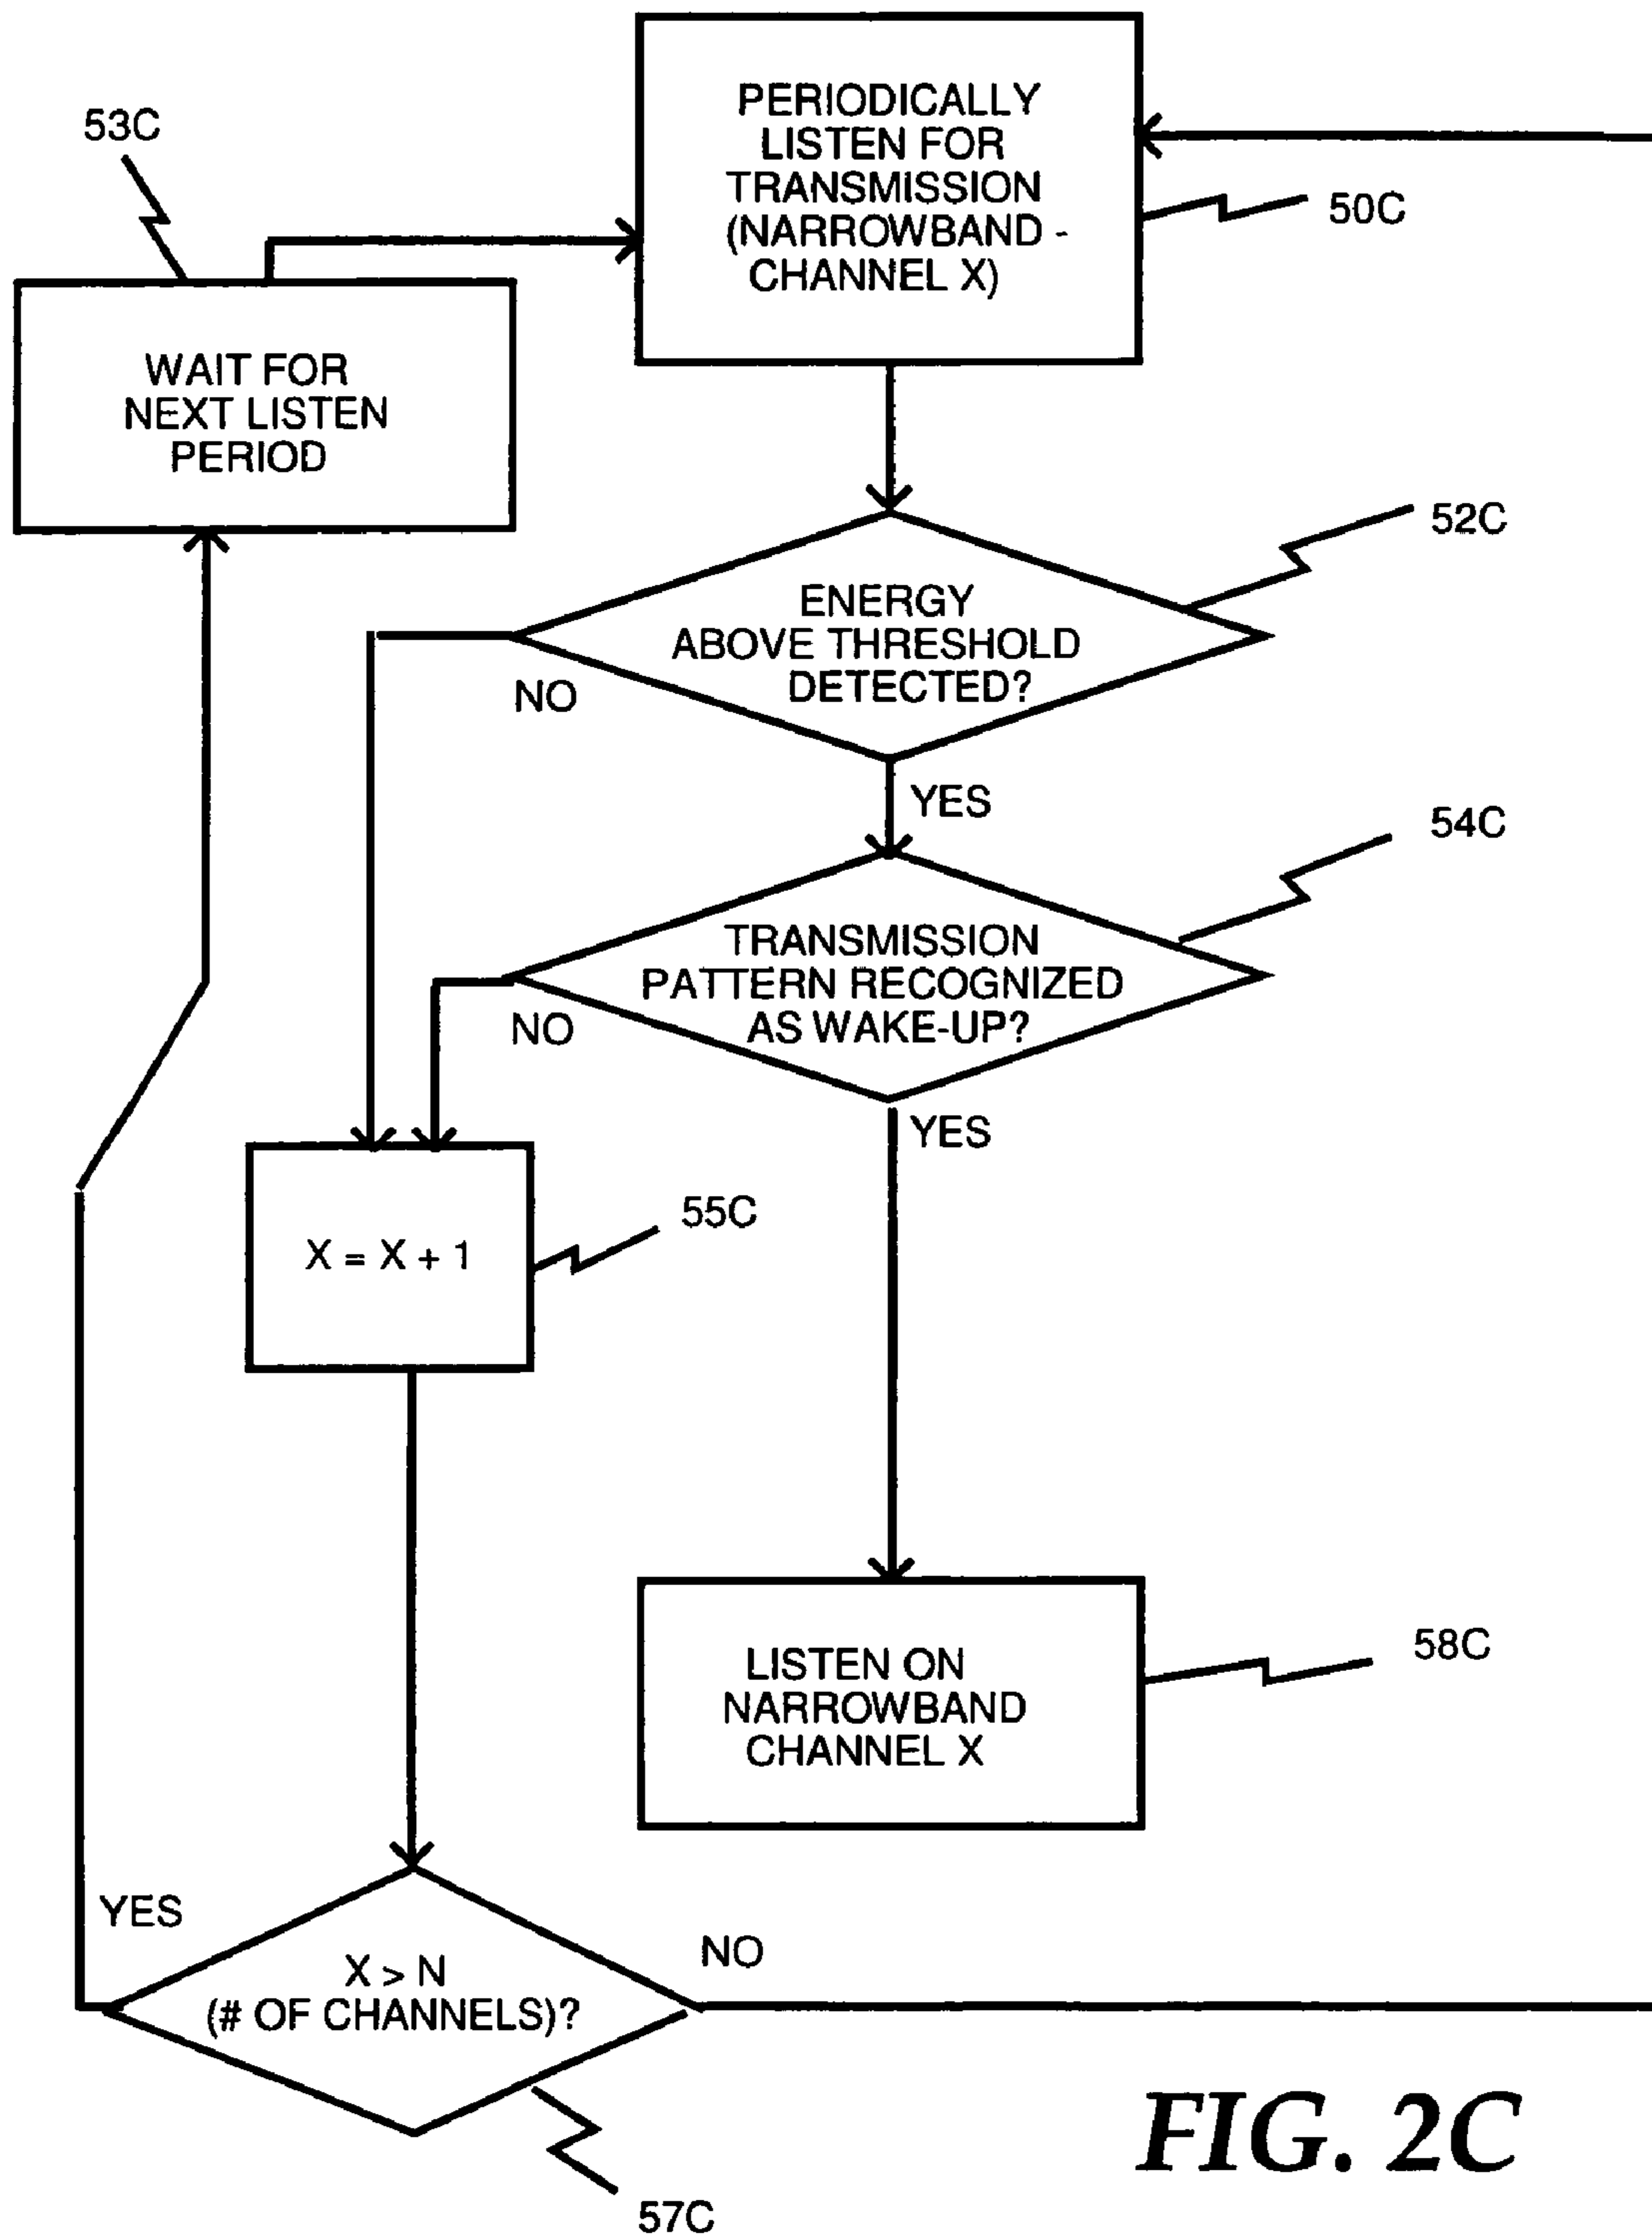 PERIODICALLY
LISTEN FOR
TRANSMISSION
(NARROWBAND -
CHANNEL X)
50C
53C
WAIT FOR
NEXT LISTEN
PERIOD
52C
ENERGY
ABOVE THRESHOLD
DETECTED?
NO
YES
54C
TRANSMISSION
PATTERN RECOGNIZED
AS WAKE-UP?
NO
YES
55C
X = X + 1
58C
LISTEN ON
NARROWBAND
CHANNEL X
YES
NO
X > N
(# OF CHANNELS)?
57C
FIG. 2C